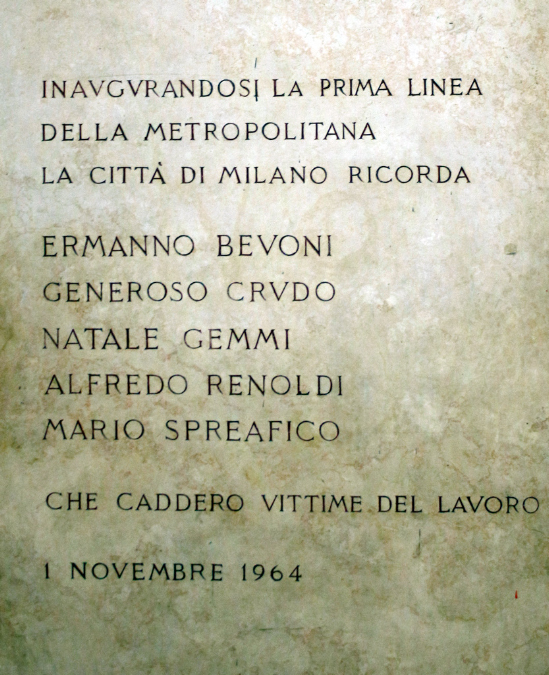 INAVGVRANDOSI LA PRIMA LINEA
DELLA METROPOLITANA
LA CITTÀ DI MILANO RICORDA
ERMANNO BEVONI
GENEROSO CRVDO
NATALE GEMMI
ALFREDO RENOLDI
MARIO SPREAFICO
CHE CADDERO VITTIME DEL LAVORO
1 NOVEMBRE 1964